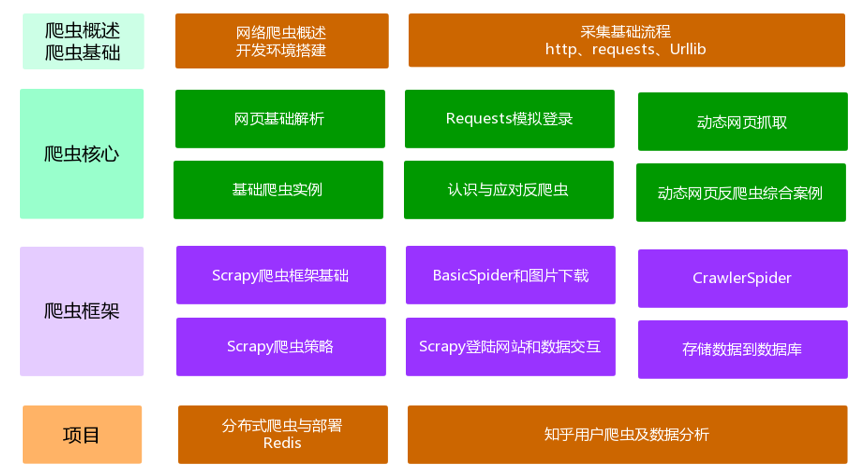 爬虫概述
爬虫基础
网络爬虫概述
开发环境搭建
采集基础流程
http、requests、Urllib
爬虫核心
网页基础解析
Requests模拟登录
动态网页抓取
基础爬虫实例
认识与应对反爬虫
动态网页反爬虫综合案例
爬虫框架
Scrapy爬虫框架基础
BasicSpider和图片下载
CrawlerSpider
Scrapy爬虫策略
Scrapy登陆网站和数据交互
存储数据到数据库
项目
分布式爬虫与部署
Redis
知乎用户爬虫及数据分析